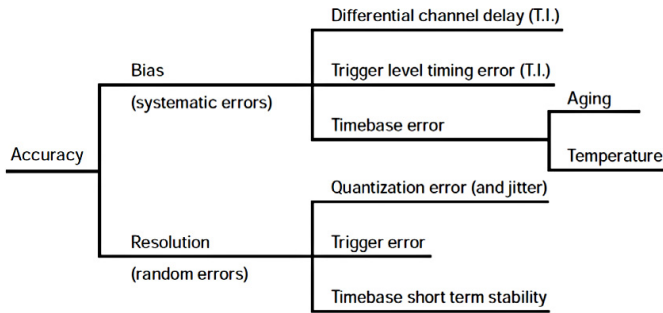 Differential channel delay (T.I.)
Bias
(systematic errors)
Trigger level timing error (T.I.)
Timebase error
Aging
Temperature
Accuracy
Resolution
(random errors)
Quantization error (and jitter)
Trigger error
Timebase short term stability